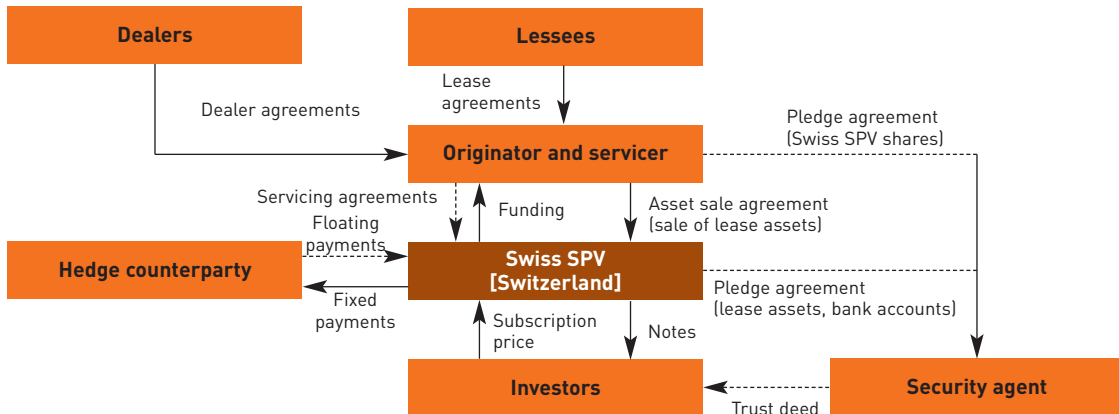 Dealers
Lessees
Lease
agreements
Dealer agreements
Pledge agreement
(Swiss SPV shares)
Originator and servicer
Servicing agreements
Funding
Asset sale agreement
(sale of lease assets)
Floating
payments
Hedge counterparty
Swiss SPV
[Switzerland]
Fixed
payments
Pledge agreement
(lease assets, bank accounts)
Subscription
price
Notes
Investors
Security agent
Trust deed